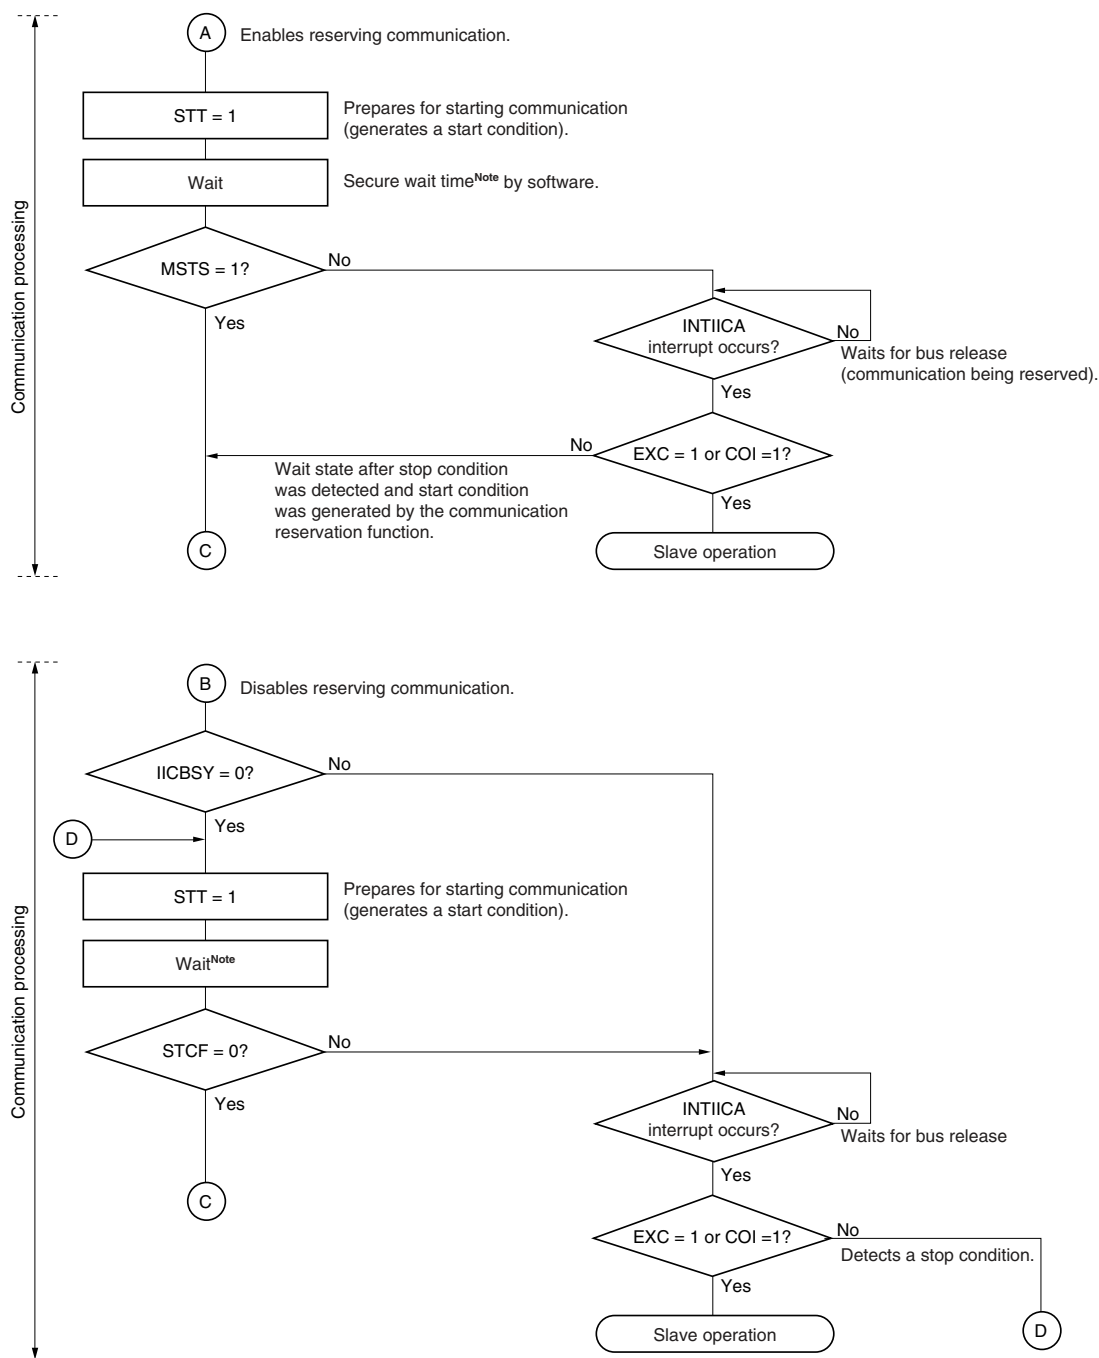 A
Enables reserving communication.
STT = 1
Prepares for starting communication
(generates a start condition).
Wait
Secure wait timeNote by software.
Communication processing
MSTS = 1?
No
Yes
INTIICA
interrupt occurs?
No
Waits for bus release
(communication being reserved).
Yes
EXC = 1 or COI =1?
No
Wait state after stop condition
was detected and start condition
was generated by the communication
reservation function.
Yes
C
Slave operation
B
Disables reserving communication.
IICBSY = 0?
No
Yes
D
STT = 1
Prepares for starting communication
(generates a start condition).
WaitNote
Communication processing
STCF = 0?
No
Yes
INTIICA
interrupt occurs?
No
Waits for bus release
Yes
C
EXC = 1 or COI =1?
No
Detects a stop condition.
Yes
Slave operation
D